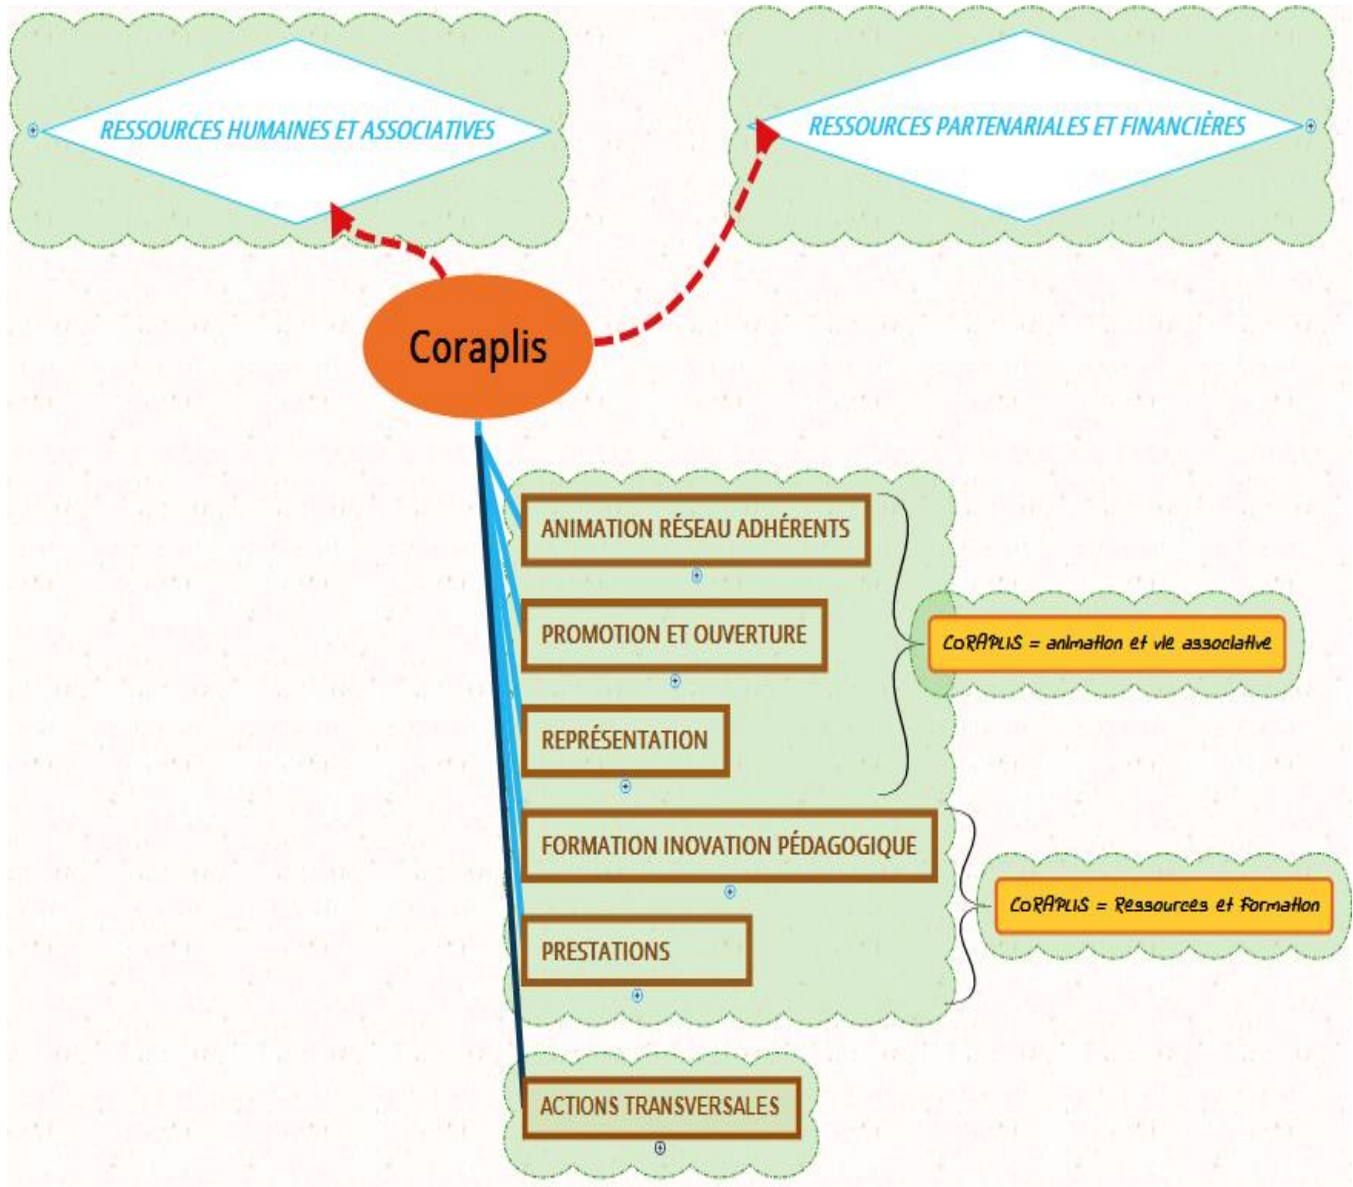 RESSOURCES HUMAINES ET ASSOCIATIVES
RESSOURCES PARTENARIALES ET FINANCIÈRES
Coraplis
ANIMATION RÉSEAU ADHÉRENTS
PROMOTION ET OUVERTURE
CoRAPLIS = animation et vie associative
REPRÉSENTATION
FORMATION INOVATION PÉDAGOGIQUE
CoRAPLIS = Ressources et Formation
PRESTATIONS
ACTIONS TRANSVERSALES